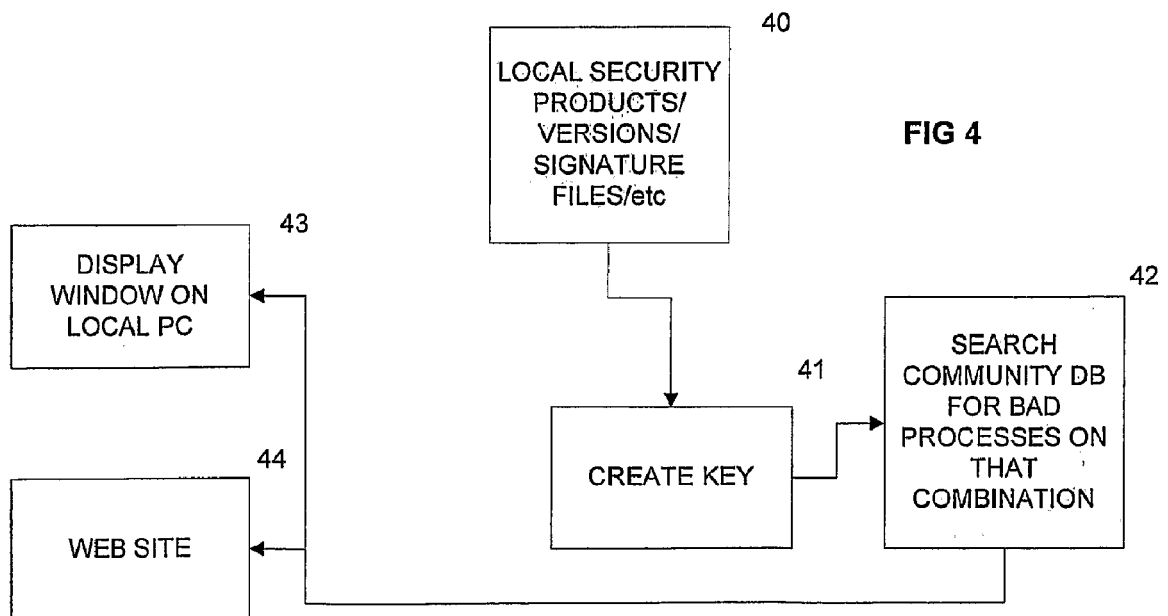 40
LOCAL SECURITY
PRODUCTS/
VERSIONS/
SIGNATURE
FILES/etc
FIG 4
43
DISPLAY
WINDOW ON
LOCAL PC
42
SEARCH
COMMUNITY DB
FOR BAD
PROCESSES ON
THAT
COMBINATION
41
CREATE KEY
44
WEB SITE